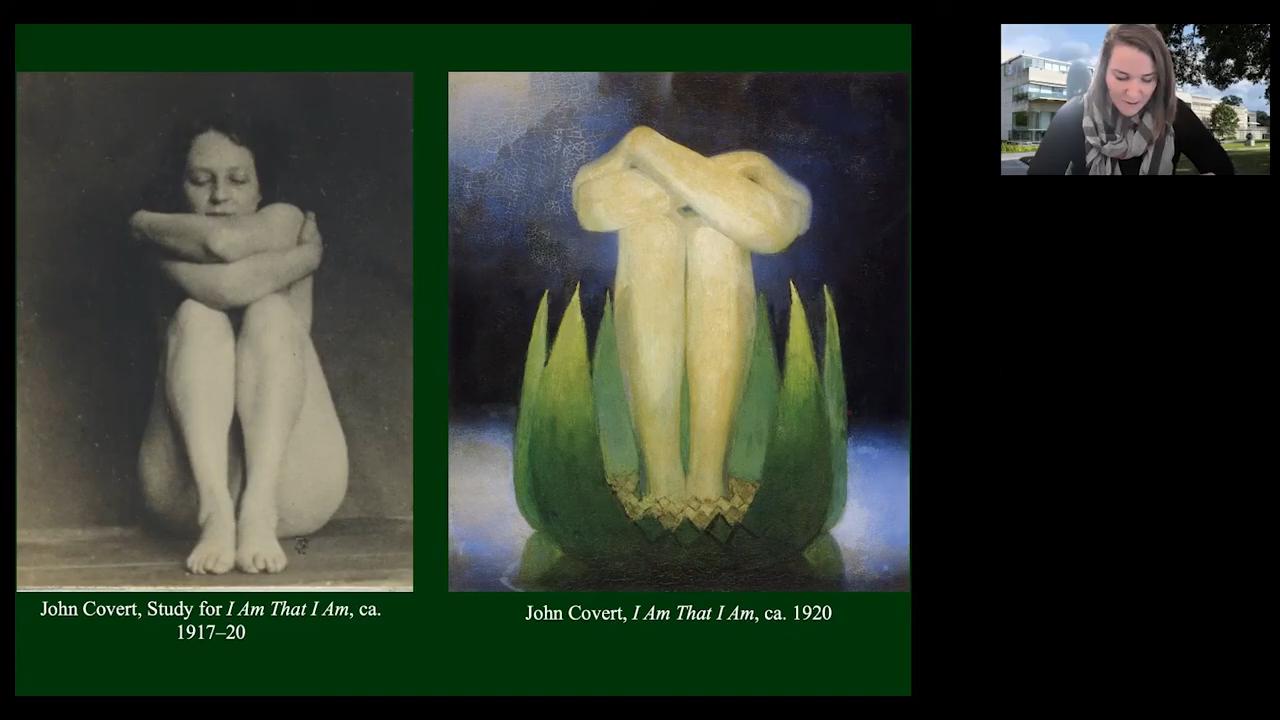 John Covert, Study for I Am That I Am, ca.
1917–20
John Covert, I Am That I Am, ca. 1920